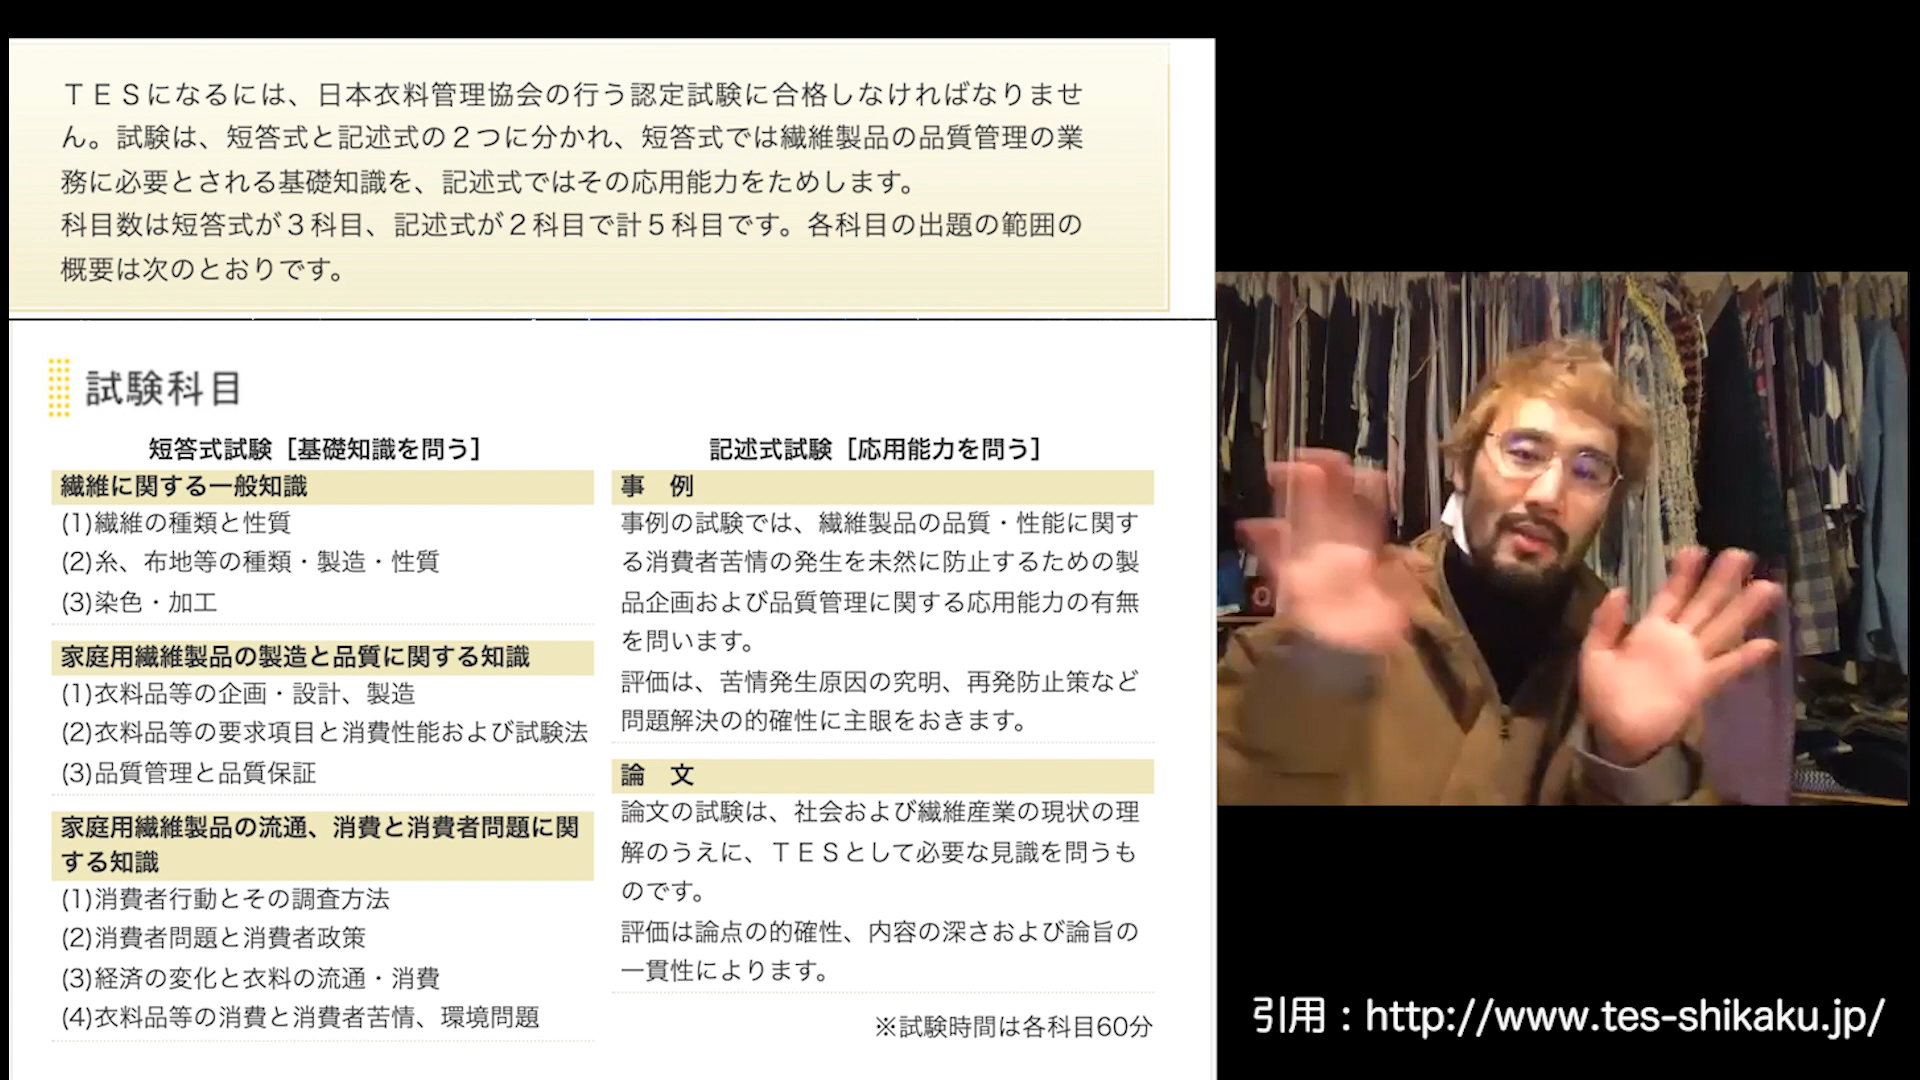 ＴＥＳになるには、日本衣料管理協会の行う認定試験に合格しなければなりませ
ん。試験は、短答式と記述式の２つに分かれ、短答式では繊維製品の品質管理の業
務に必要とされる基礎知識を、記述式ではその応用能力をためします。
科目数は短答式が３科目、記述式が２科目で計５科目です。各科目の出題の範囲の
概要は次のとおりです。
試験科目
短答式試験［基礎知識を問う］
繊維に関する一般知識
(1)繊維の種類と性質
(2)糸、布地等の種類・製造・性質
(3)染色・加工
家庭用繊維製品の製造と品質に関する知識
(1)衣料品等の企画・設計、製造
(2)衣料品等の要求項目と消費性能および試験法
(3)品質管理と品質保証
家庭用繊維製品の流通、消費と消費者問題に関
する知識
(1)消費者行動とその調査方法
(2)消費者問題と消費者政策
(3)経済の変化と衣料の流通・消費
(4)衣料品等の消費と消費者苦情、環境問題
記述式試験［応用能力を問う］
事　例
事例の試験では、繊維製品の品質・性能に関す
る消費者苦情の発生を未然に防止するための製
品企画および品質管理に関する応用能力の有無
を問います。
評価は、苦情発生原因の究明、再発防止策など
問題解決の的確性に主眼をおきます。
論　文
論文の試験は、社会および繊維産業の現状の理
解のうえに、ＴＥＳとして必要な見識を問うも
のです。
評価は論点の的確性、内容の深さおよび論旨の
一貫性によります。
※試験時間は各科目60分
引用：http://www.tes-shikaku.jp/